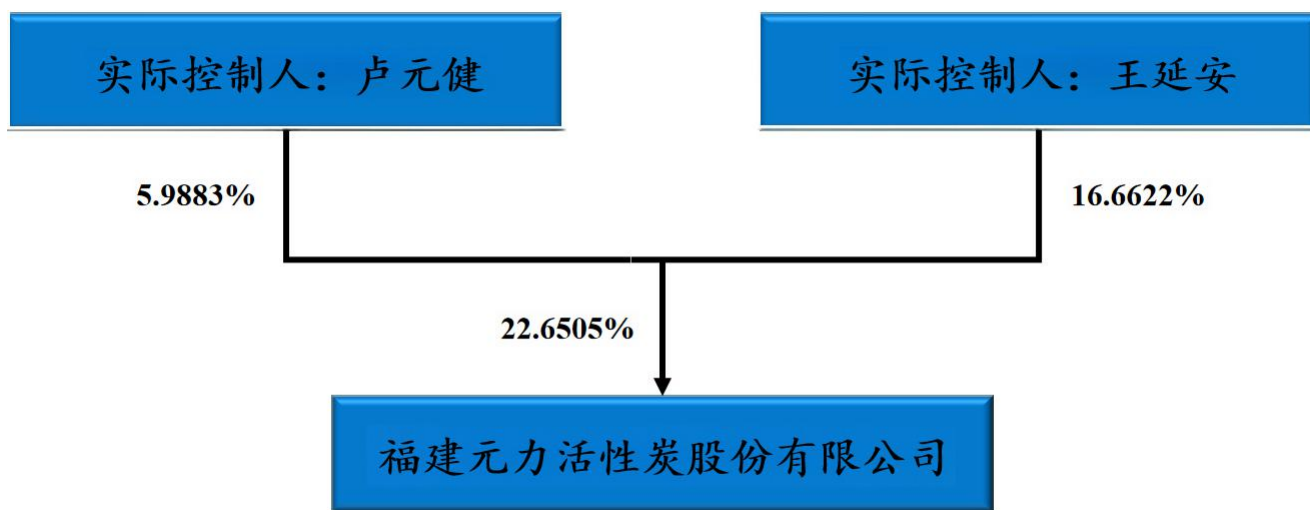 实际控制人：卢元健
实际控制人：王延安
5.9883%
16.6622%
22.6505%
福建元力活性炭股份有限公司